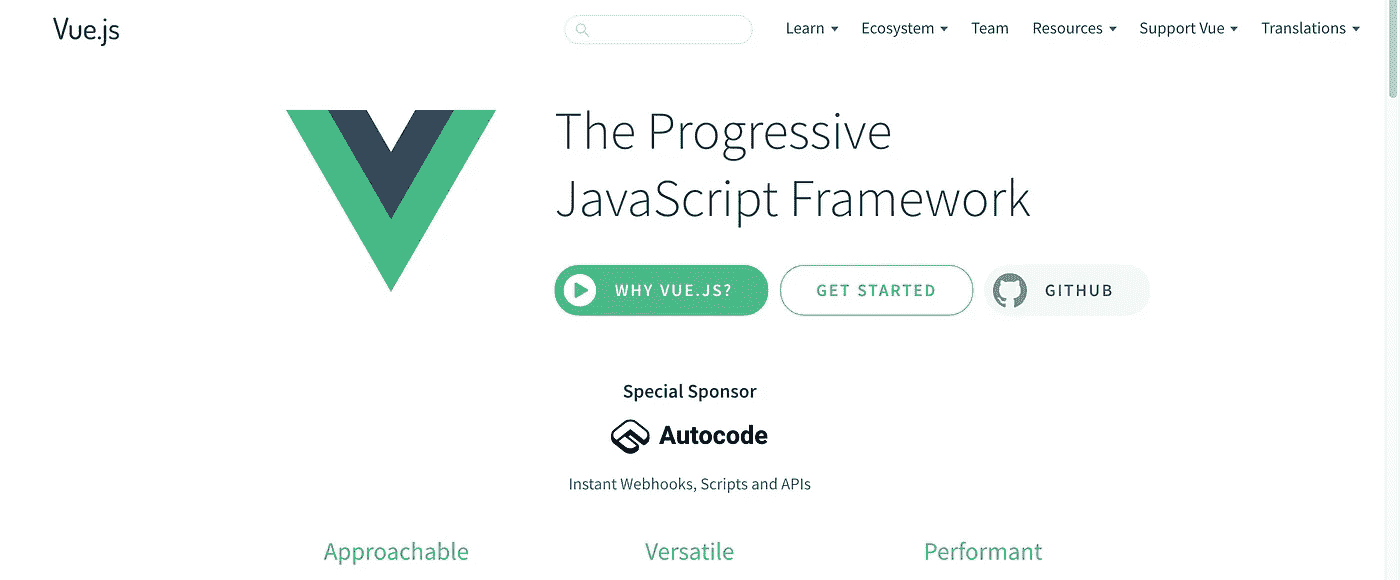 Vue.js
Learn Ecosystem Team Resources Support Vue Translations
The Progressive
JavaScript Framework
WHY VUE.JS? GET STARTED GITHUB
Special Sponsor
Autocode
Instant Webhooks, Scripts and APIs
Approachable Versatile Performant